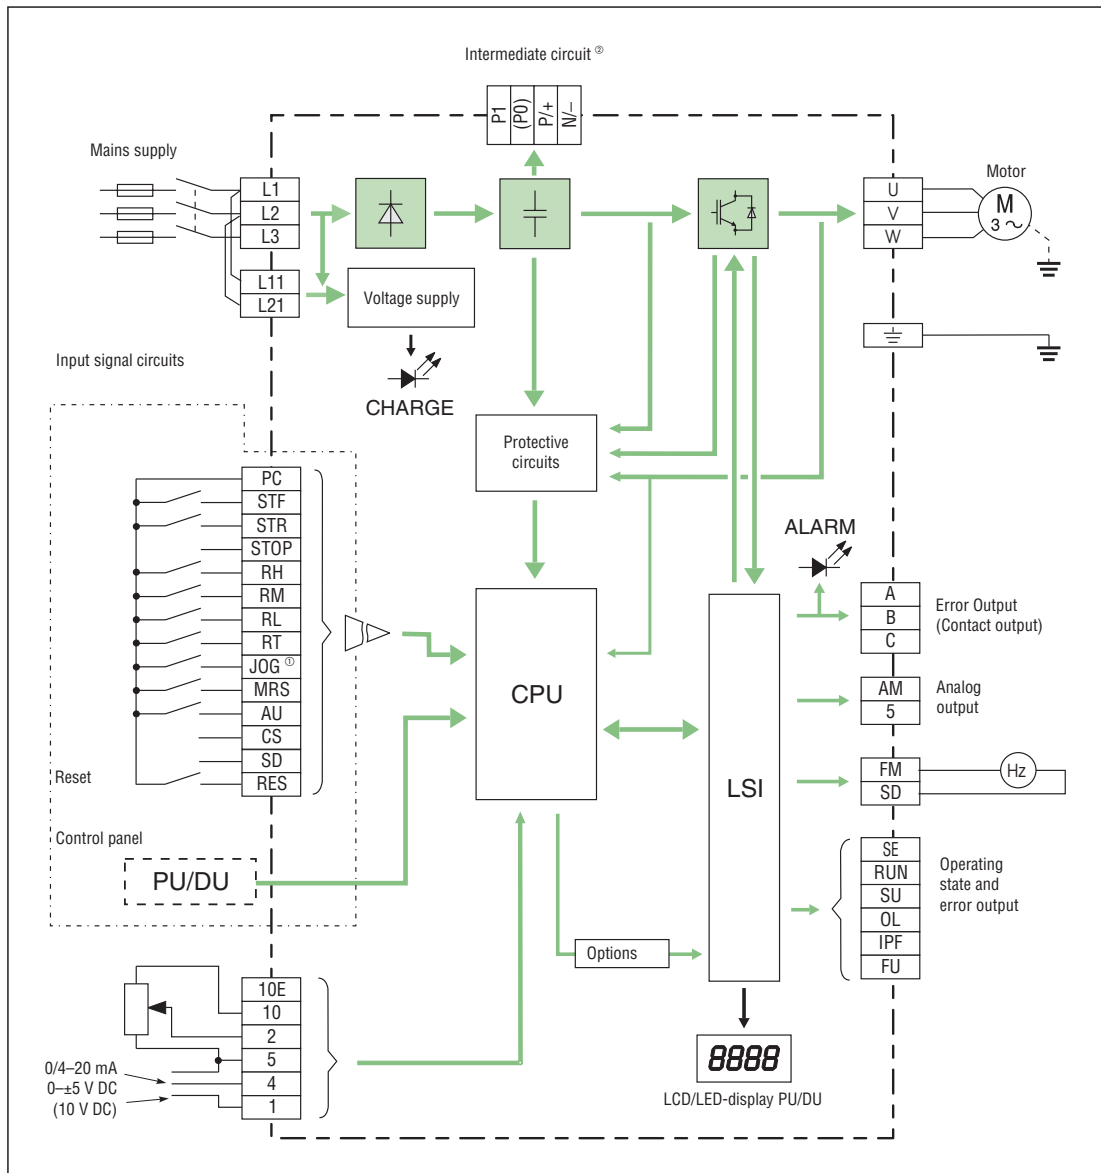 Intermediate circuit ②
P1
(P0)
P/+
N/–
Mains supply
L1
L2
L3
L11
L21
Voltage supply
CHARGE
U
V
W
Motor
M
3 ~
Input signal circuits
Protective
circuits
PC
STF
STR
STOP
RH
RM
RL
RT
JOG ①
MRS
AU
CS
SD
RES
Reset
Control panel
PU/DU
CPU
LSI
Options
ALARM
A
B
C
Error Output
(Contact output)
AM
5
Analog
output
FM
SD
Hz
SE
RUN
SU
OL
IPF
FU
Operating
state and
error output
10E
10
2
5
4
1
0/4–20 mA
0–±5 V DC
(10 V DC)
8888
LCD/LED-display PU/DU